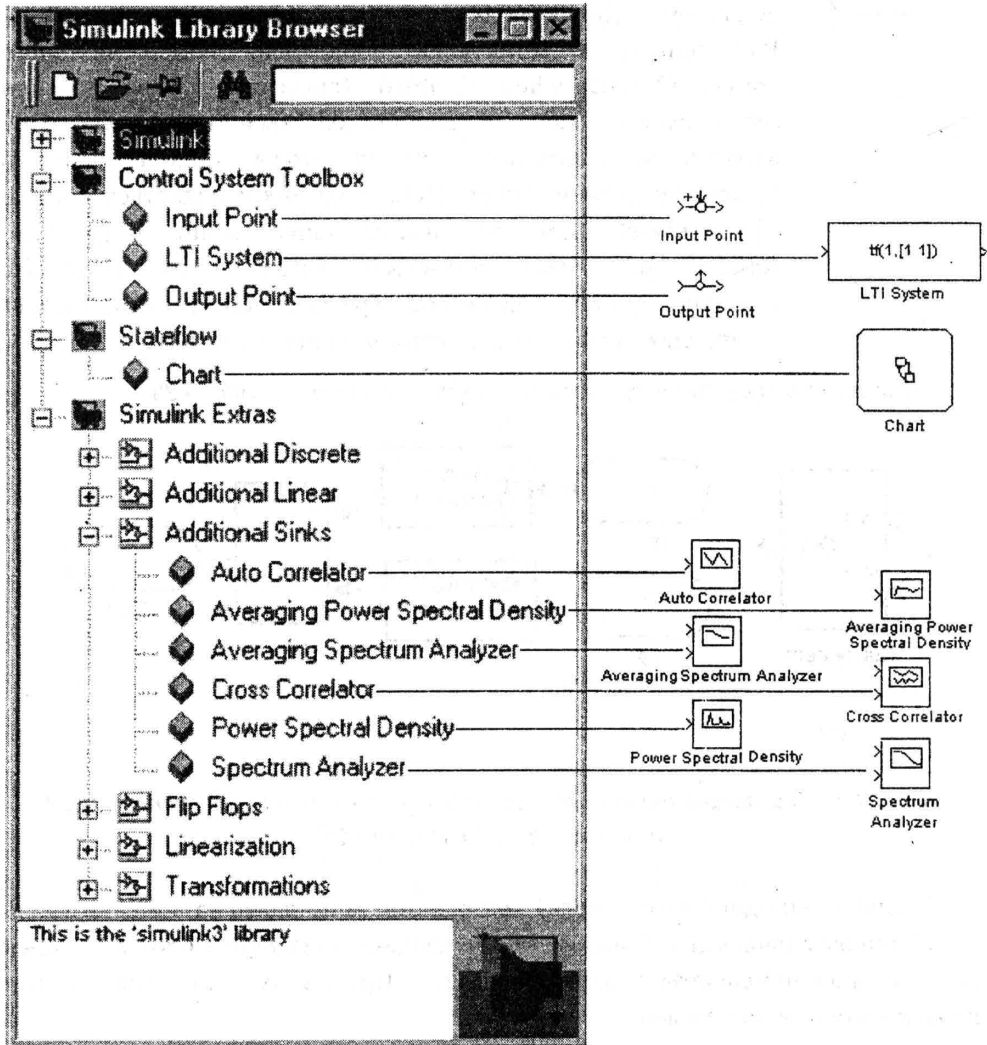 Simulink Library Browser
Simulink
Control System Toolbox
Input Point
LTI System
Output Point
Stateflow
Chart
Simulink Extras
Additional Discrete
Additional Linear
Additional Sinks
Auto Correlator
Averaging Power Spectral Density
Averaging Spectrum Analyzer
Cross Correlator
Power Spectral Density
Spectrum Analyzer
Flip Flops
Linearization
Transformations
This is the 'simulink3' library
Input Point
tf(1,[1 1])
LTI System
Output Point
Chart
Auto Correlator
Averaging Power
Spectral Density
Averaging Spectrum Analyzer
Cross Correlator
Power Spectral Density
Spectrum
Analyzer